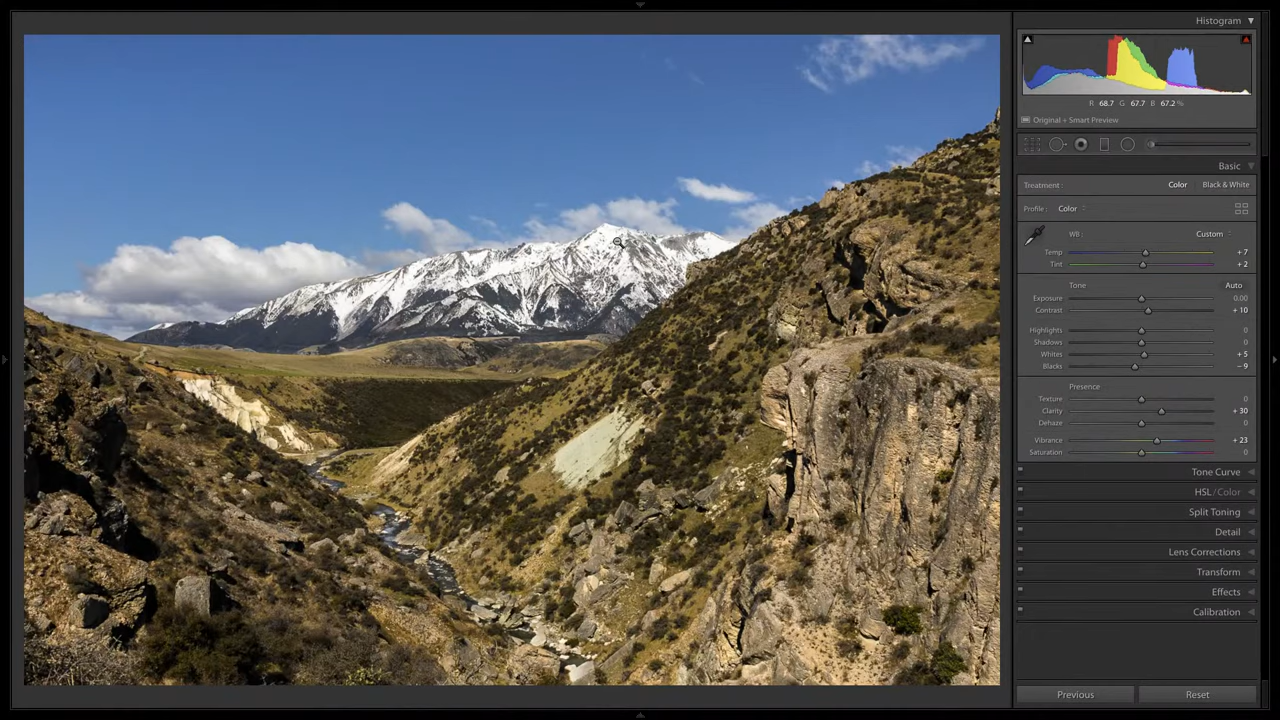 Histogram
R 68.7 G 67.7 B 67.2 %
Original + Smart Preview
Basic
Treatment : Color Black & White
Profile : Color
WB : Custom
Temp + 7
Tint + 2
Tone Auto
Exposure 0.00
Contrast + 10
Highlights 0
Shadows 0
Whites + 5
Blacks − 9
Presence
Texture 0
Clarity + 30
Dehaze 0
Vibrance + 23
Saturation 0
Tone Curve
HSL / Color
Split Toning
Detail
Lens Corrections
Transform
Effects
Calibration
Previous Reset